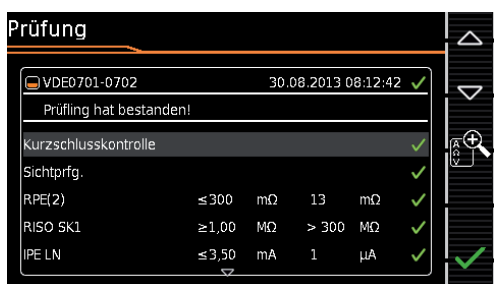 Prüfung
VDE0701-0702 30.08.2013 08:12:42 ✓
Prüfling hat bestanden!
Kurzschlusskontrolle ✓
Sichtprfg. ✓
RPE(2) ≤300 mΩ 13 mΩ ✓
RISO SK1 ≥1,00 MΩ > 300 MΩ ✓
IPE LN ≤3,50 mA 1 µA ✓